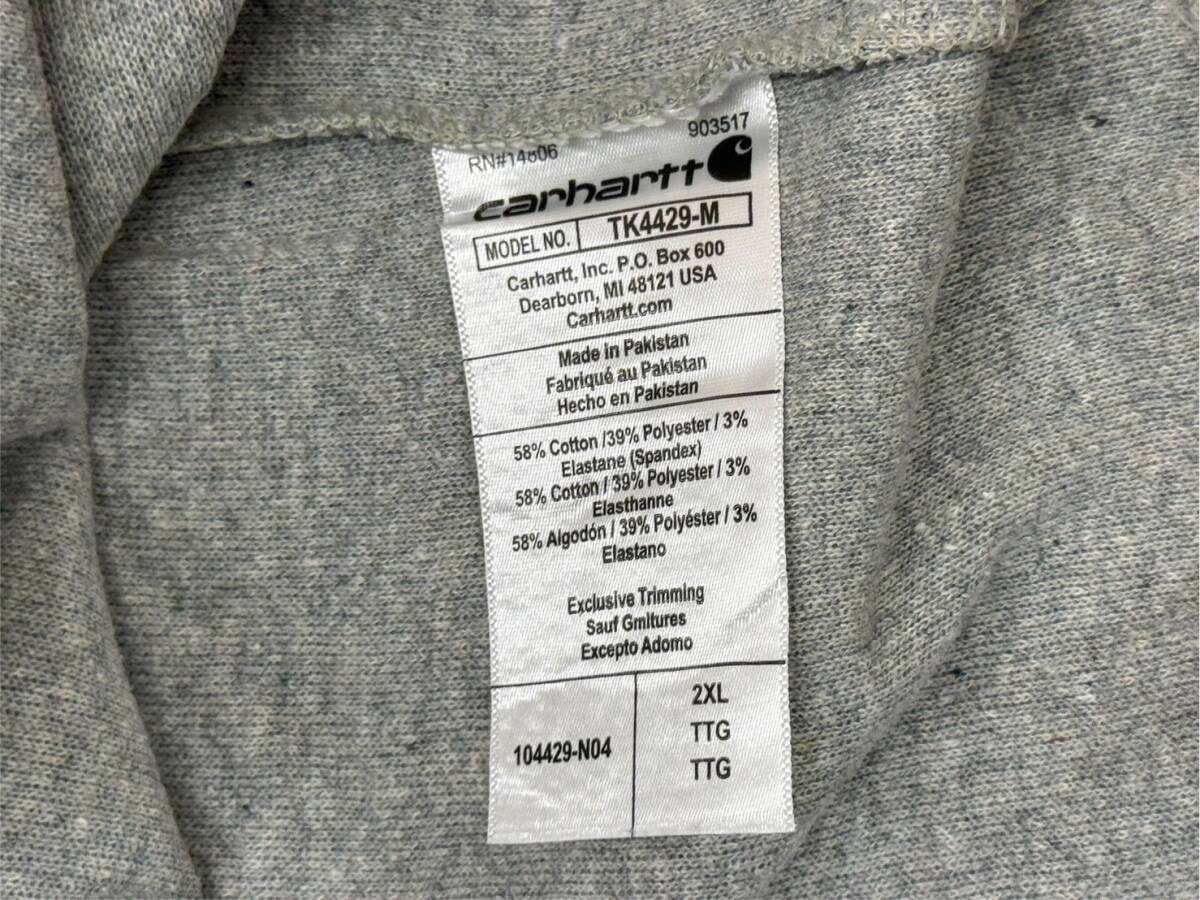 RN#14806 903517
carhartt
MODEL NO. TK4429-M
Carhartt, Inc. P.O. Box 600
Dearborn, MI 48121 USA
Carhartt.com
Made in Pakistan
Fabriqué au Pakistan
Hecho en Pakistan
58% Cotton /39% Polyester / 3%
Elastane (Spandex)
58% Cotton / 39% Polyester / 3%
Elasthanne
58% Algodón / 39% Polyéster / 3%
Elastano
Exclusive Trimming
Sauf Gmitures
Excepto Adomo
104429-N04
2XL
TTG
TTG